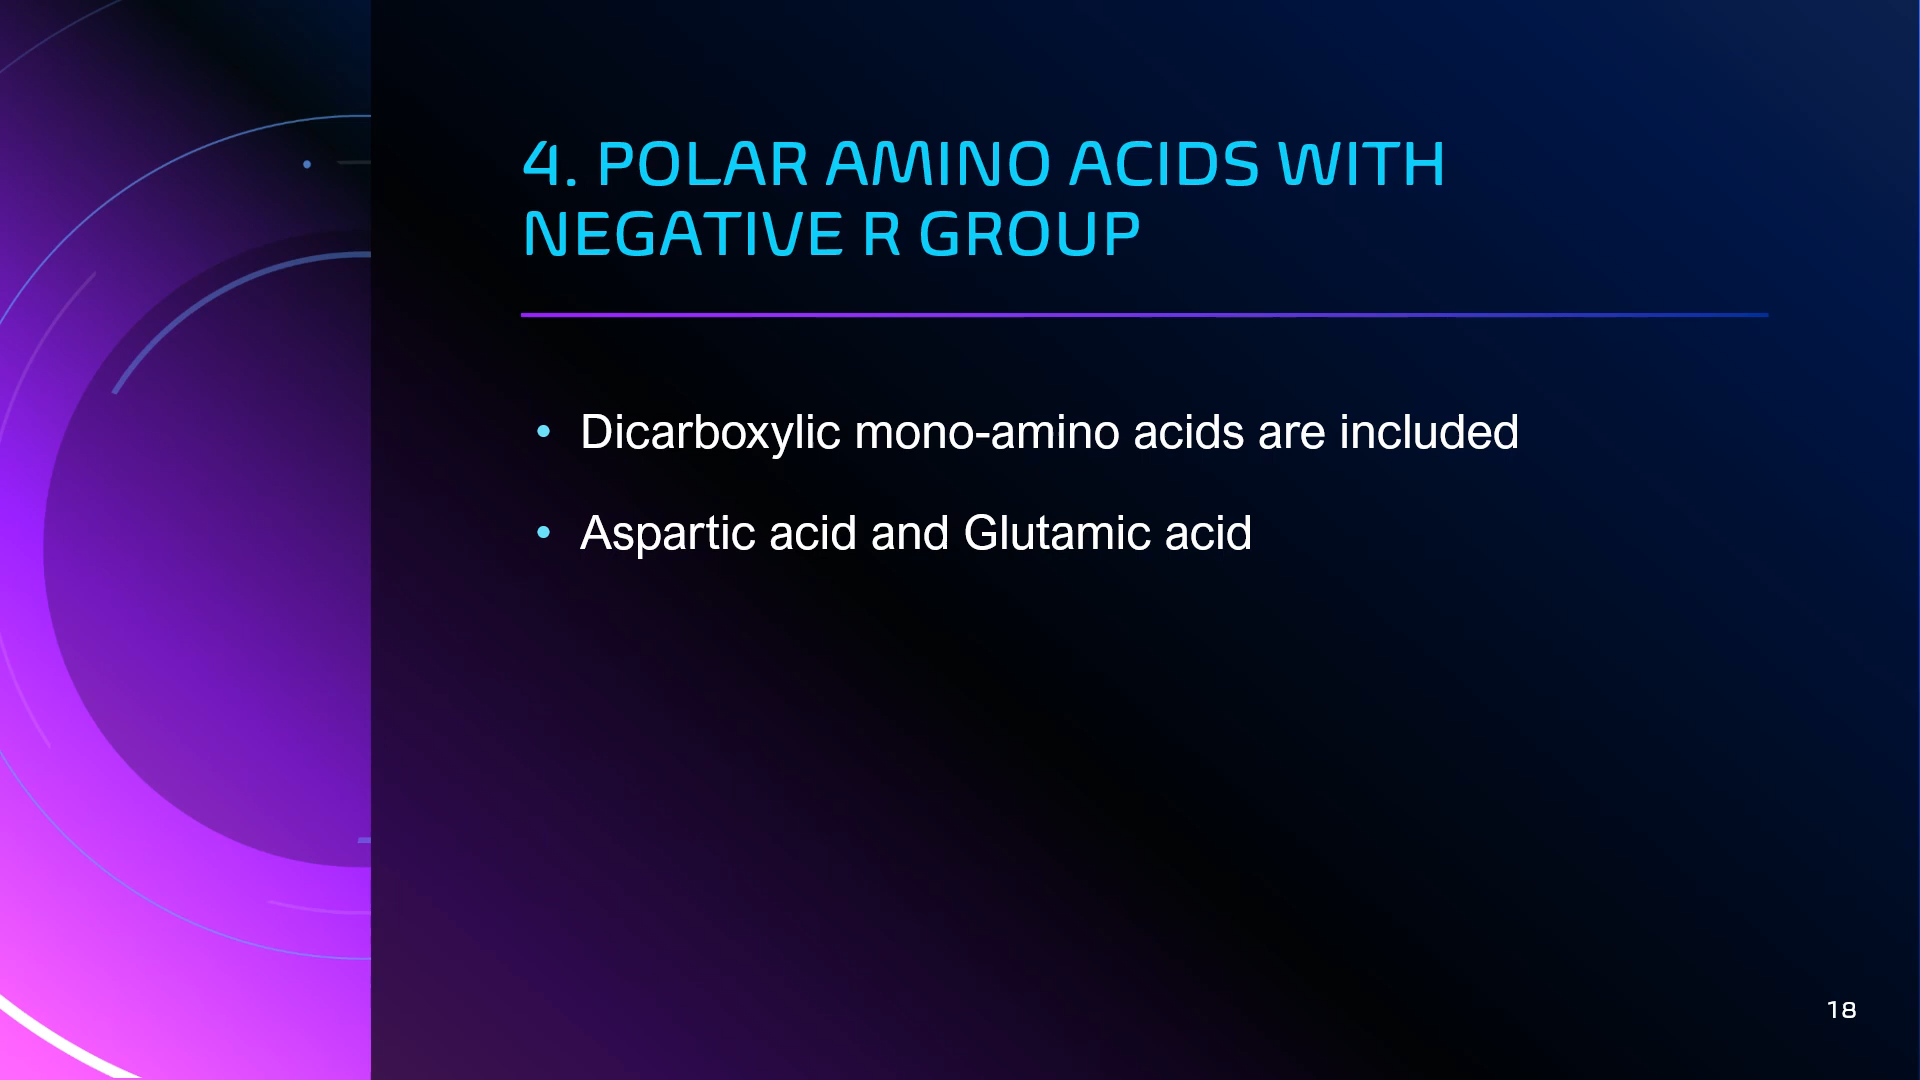 4. POLAR AMINO ACIDS WITH
NEGATIVE R GROUP
• Dicarboxylic mono-amino acids are included
• Aspartic acid and Glutamic acid
18